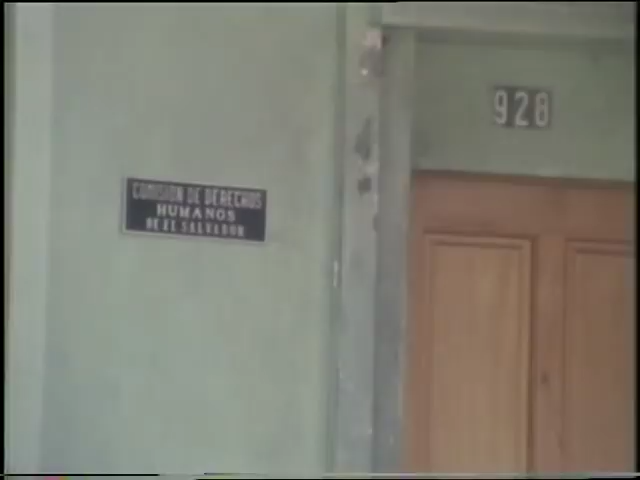 COMISION DE DERECHOS
HUMANOS
DE EL SALVADOR
928